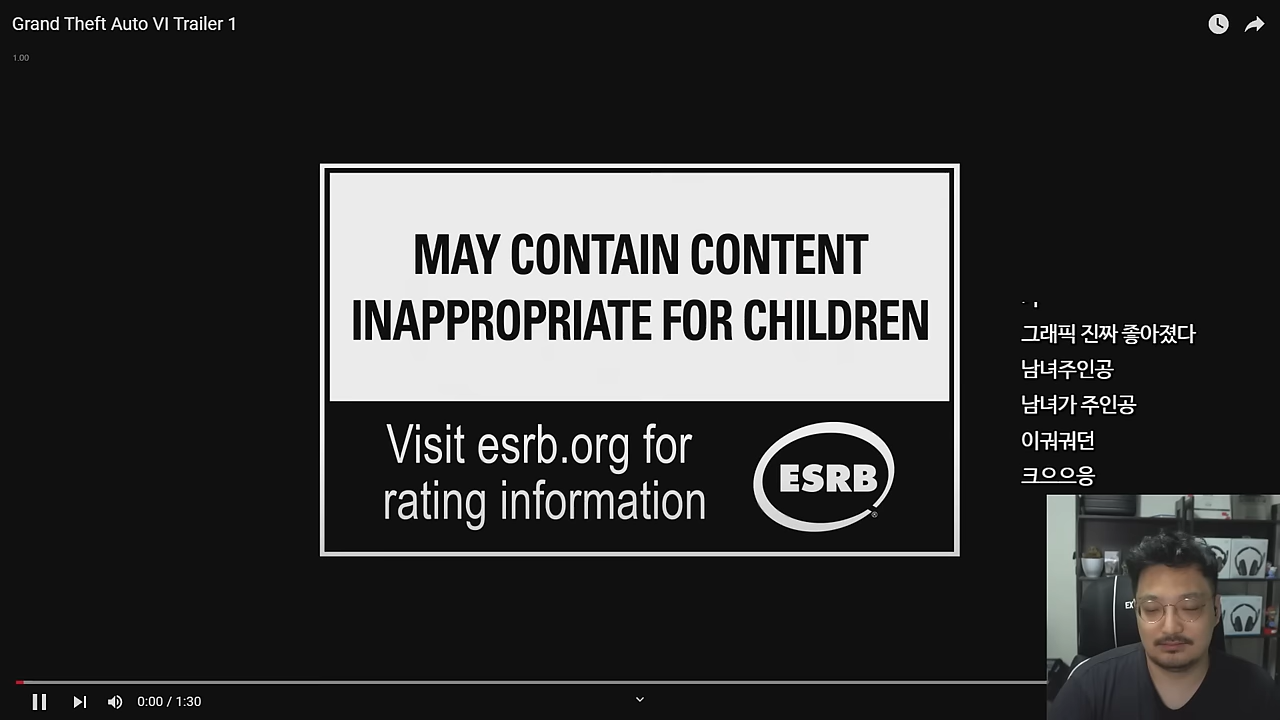 Grand Theft Auto VI Trailer 1
1.00
MAY CONTAIN CONTENT
INAPPROPRIATE FOR CHILDREN
Visit esrb.org for
rating information
ESRB
®
그래픽 진짜 좋아졌다
남녀주인공
남녀가 주인공
이궈궈던
크으으응
EX
0:00 / 1:30